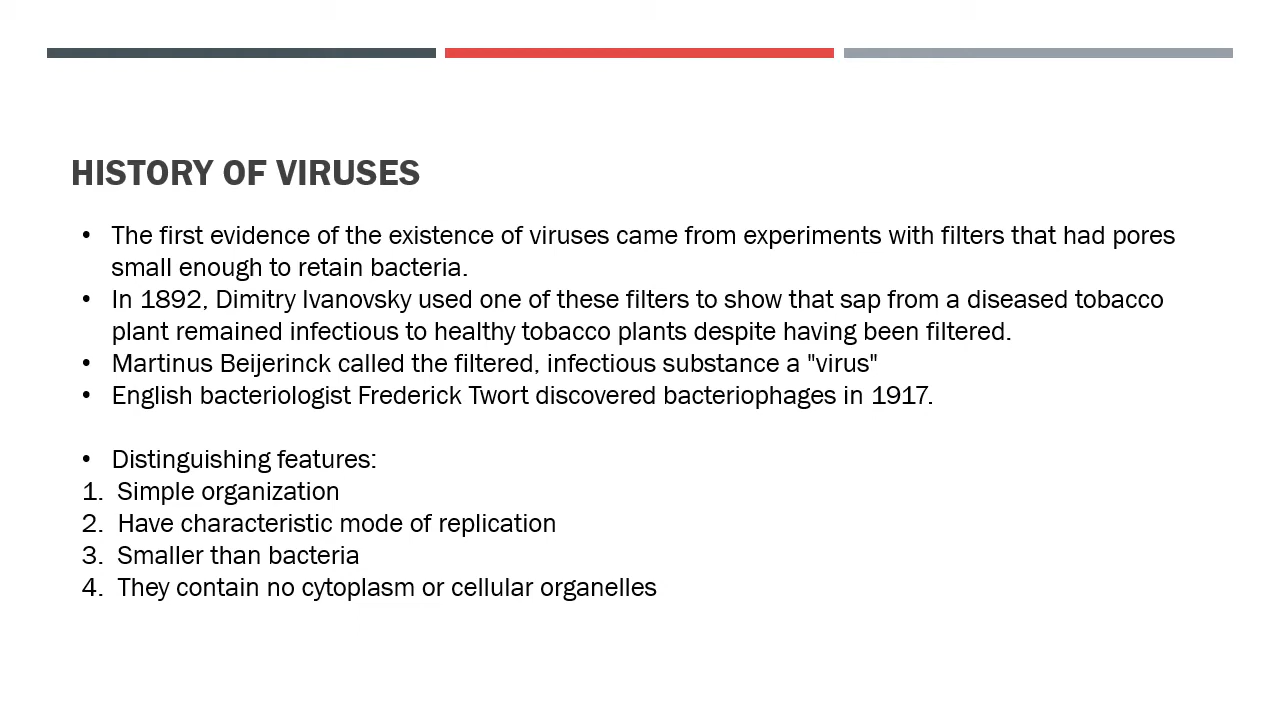 HISTORY OF VIRUSES
• The first evidence of the existence of viruses came from experiments with filters that had pores
small enough to retain bacteria.
• In 1892, Dimitry Ivanovsky used one of these filters to show that sap from a diseased tobacco
plant remained infectious to healthy tobacco plants despite having been filtered.
• Martinus Beijerinck called the filtered, infectious substance a "virus"
• English bacteriologist Frederick Twort discovered bacteriophages in 1917.
• Distinguishing features:
1. Simple organization
2. Have characteristic mode of replication
3. Smaller than bacteria
4. They contain no cytoplasm or cellular organelles